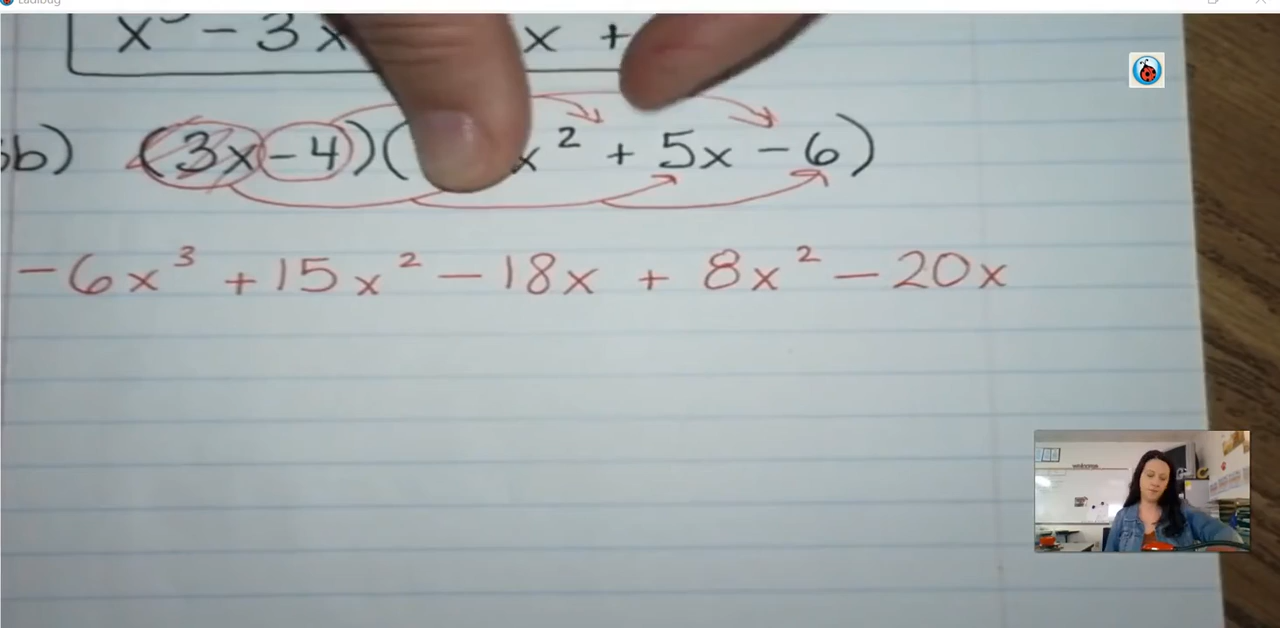 x - 3x x +
b) (3x - 4)( x² + 5x - 6)
-6x³ + 15x² - 18x + 8x² - 20x